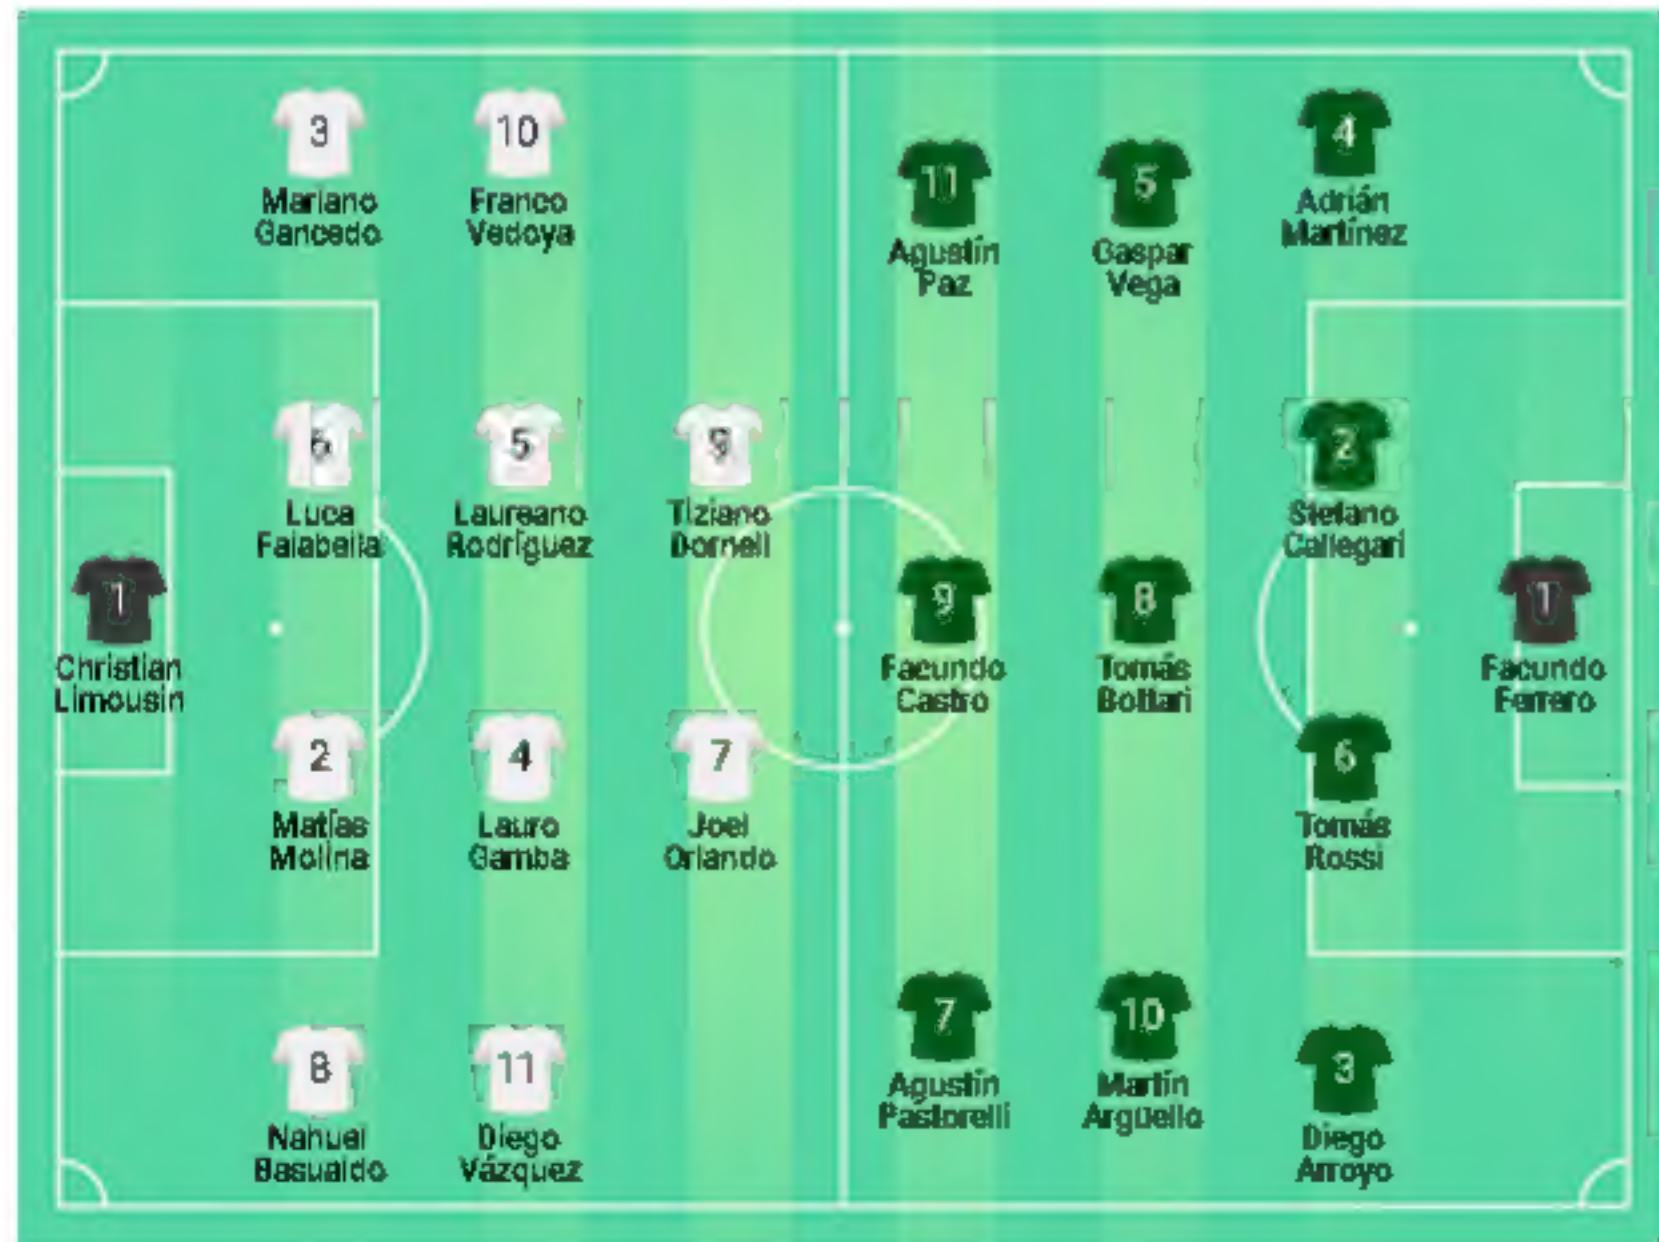 3
Mariano
Gancedo
10
Franco
Vedoya
11
Agustín
Paz
5
Gaspar
Vega
4
Adrián
Martínez
6
Luca
Falabella
5
Laureano
Rodríguez
9
Tiziano
Dornell
2
Stefano
Callegari
1
Christian
Limousin
9
Facundo
Castro
8
Tomás
Bottari
1
Facundo
Ferrero
2
Matías
Molina
4
Lauro
Gamba
7
Joel
Orlando
6
Tomás
Rossi
8
Nahuel
Basualdo
11
Diego
Vázquez
7
Agustín
Pastorelli
10
Martín
Argüello
3
Diego
Arroyo